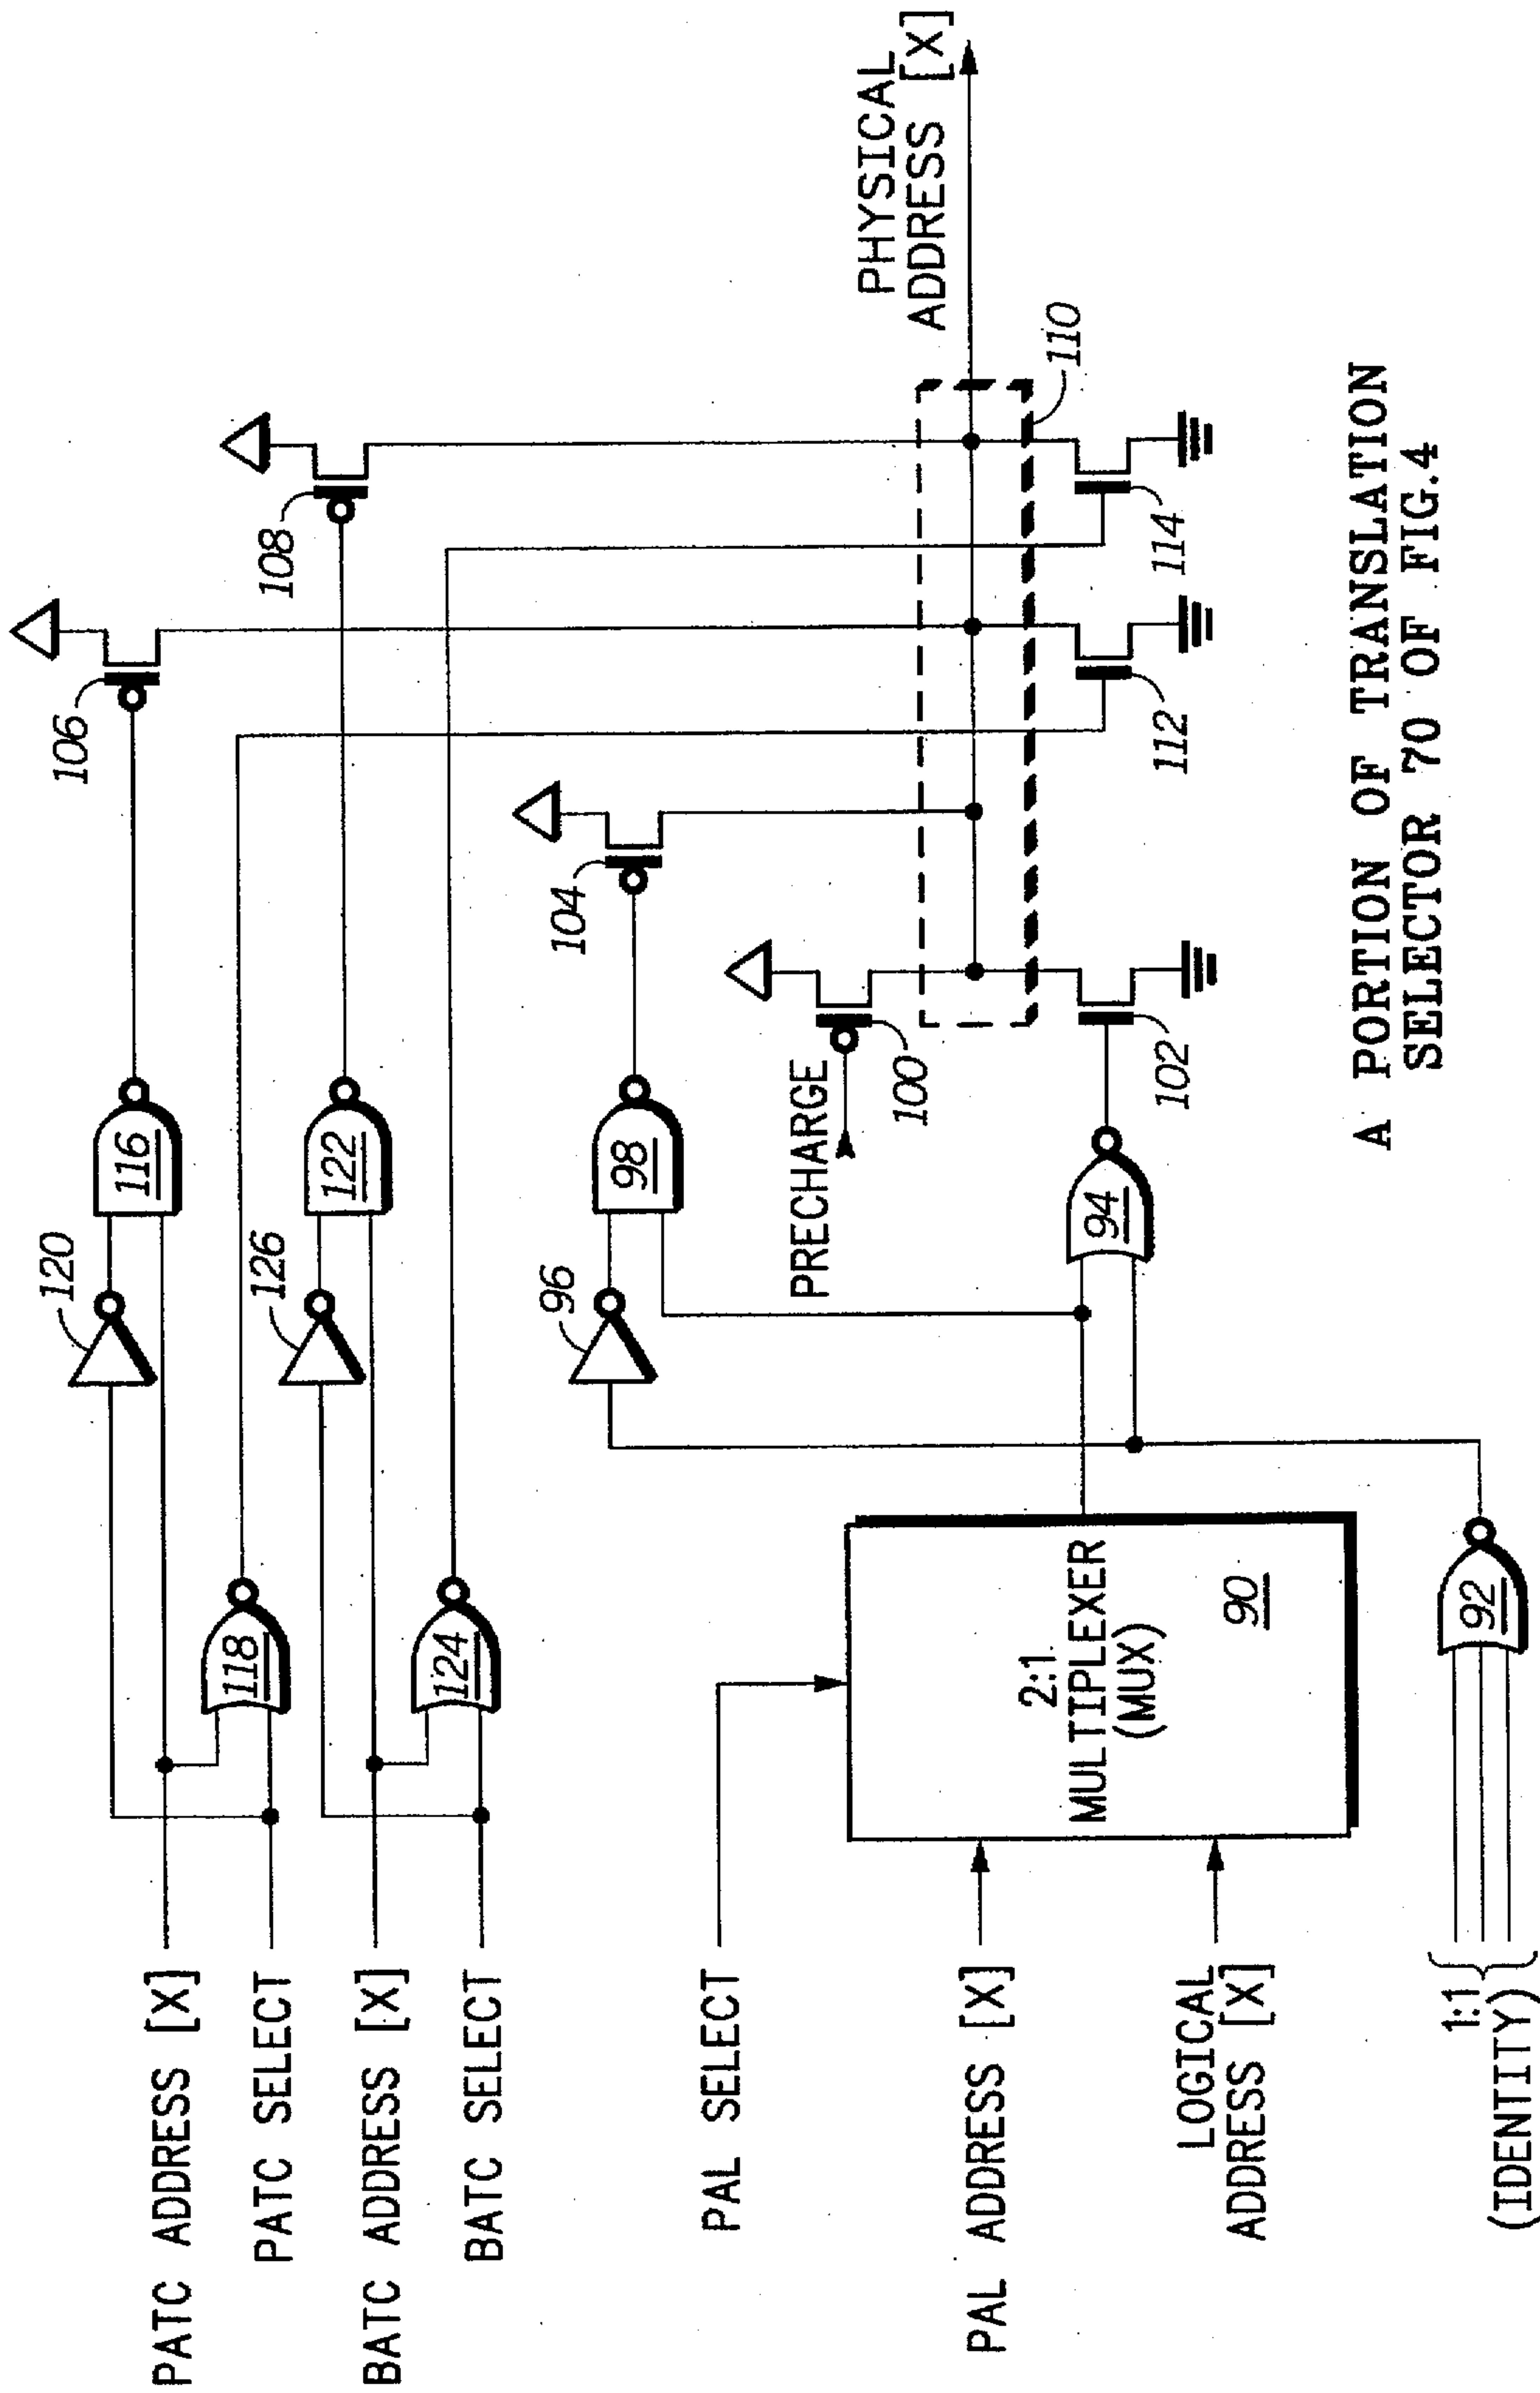 PATC ADDRESS [X]
PATC SELECT
BATC ADDRESS [X]
BATC SELECT
PAL SELECT
PAL ADDRESS [X]
LOGICAL
ADDRESS [X]
1:1
(IDENTITY)
118
124
120
126
116
122
2:1
MULTIPLEXER
(MUX)
90
92
96
98
94
PRECHARGE
100
102
104
106
108
112
114
110
PHYSICAL
ADDRESS [X]
A PORTION OF TRANSLATION
SELECTOR 70 OF FIG.4